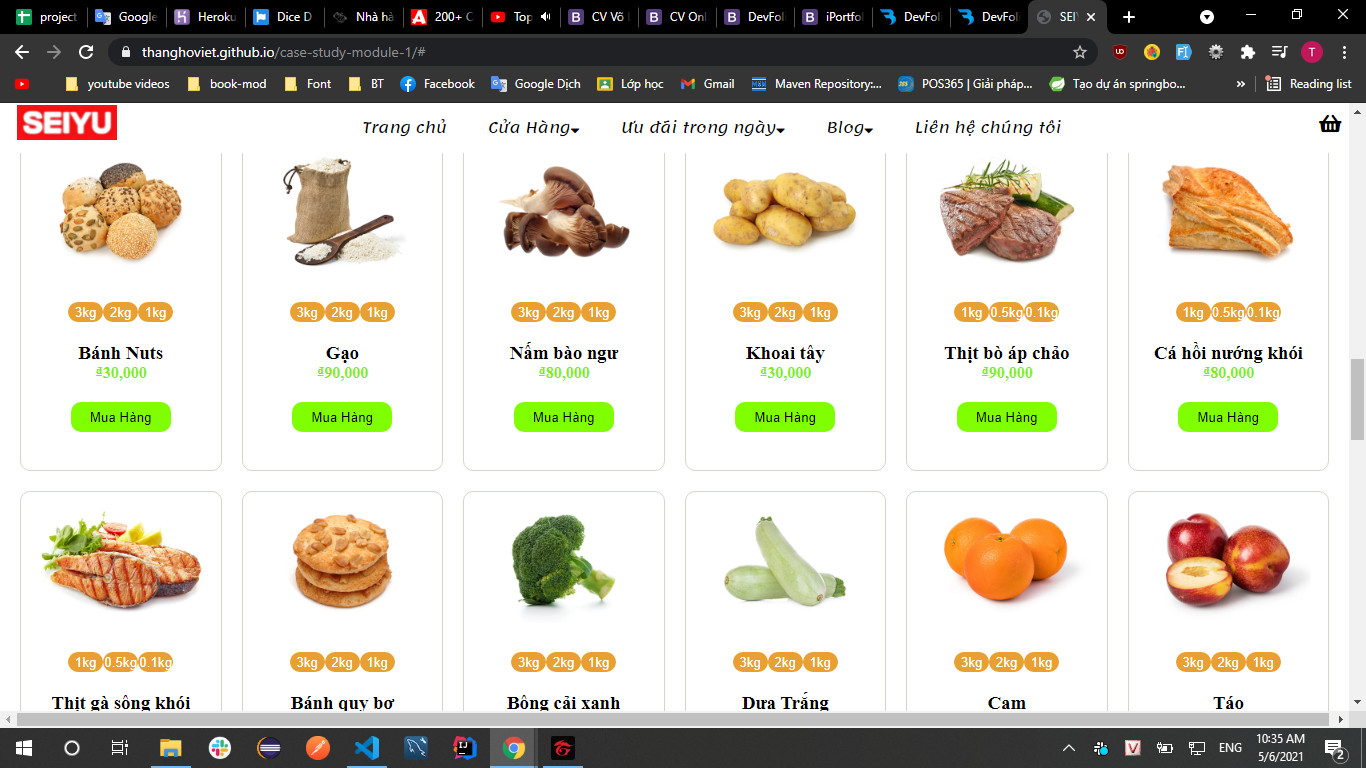 project
Google
Heroku
Dice D
Nhà hà
200+ C
Top
CV Võ
CV Onl
DevFol
iPortfo
DevFoli
DevFoli
SEIY
thanghoviet.github.io/case-study-module-1/#
T
youtube videos
book-mod
Font
BT
Facebook
Google Dịch
Lớp học
Gmail
Maven Repository:...
POS365 | Giải pháp...
Tạo dự án springbo...
»
Reading list
SEIYU
Trang chủ
Cửa Hàng
Ưu đãi trong ngày
Blog
Liên hệ chúng tôi
3kg 2kg 1kg
3kg 2kg 1kg
3kg 2kg 1kg
3kg 2kg 1kg
1kg 0.5kg 0.1kg
1kg 0.5kg 0.1kg
Bánh Nuts
Gạo
Nấm bào ngư
Khoai tây
Thịt bò áp chảo
Cá hồi nướng khói
₫30,000
₫90,000
₫80,000
₫30,000
₫90,000
₫80,000
Mua Hàng
Mua Hàng
Mua Hàng
Mua Hàng
Mua Hàng
Mua Hàng
1kg 0.5kg 0.1kg
3kg 2kg 1kg
3kg 2kg 1kg
3kg 2kg 1kg
3kg 2kg 1kg
3kg 2kg 1kg
Thịt gà sông khói
Bánh quy bơ
Bông cải xanh
Dưa Trắng
Cam
Táo
ENG
10:35 AM
5/6/2021
2